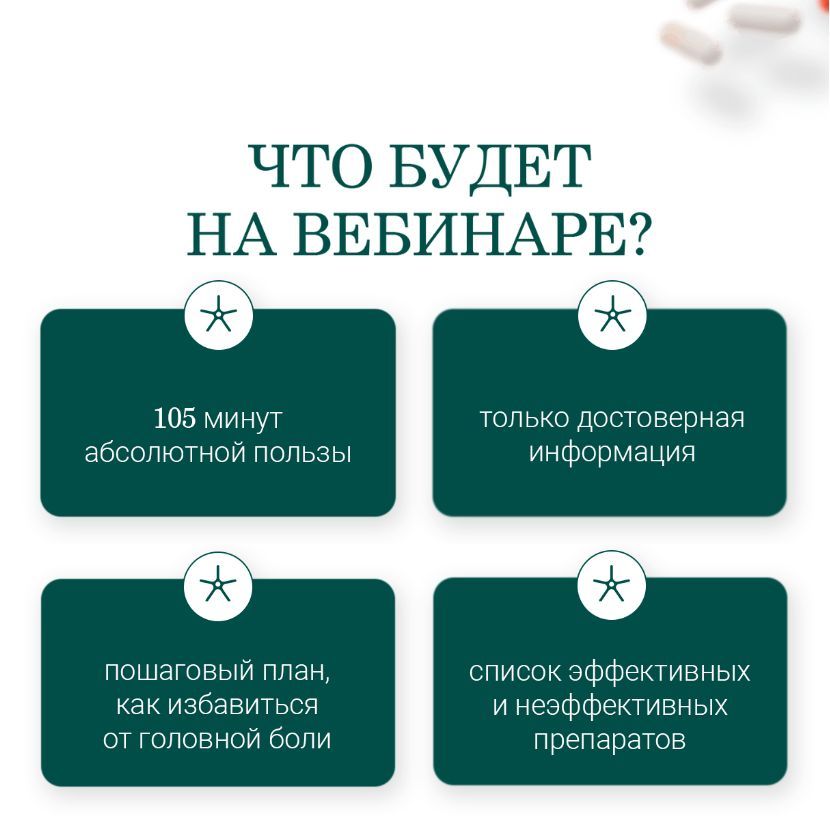 ЧТО БУДЕТ
НА ВЕБИНАРЕ?
105 минут
абсолютной пользы
только достоверная
информация
пошаговый план,
как избавиться
от головной боли
список эффективных
и неэффективных
препаратов